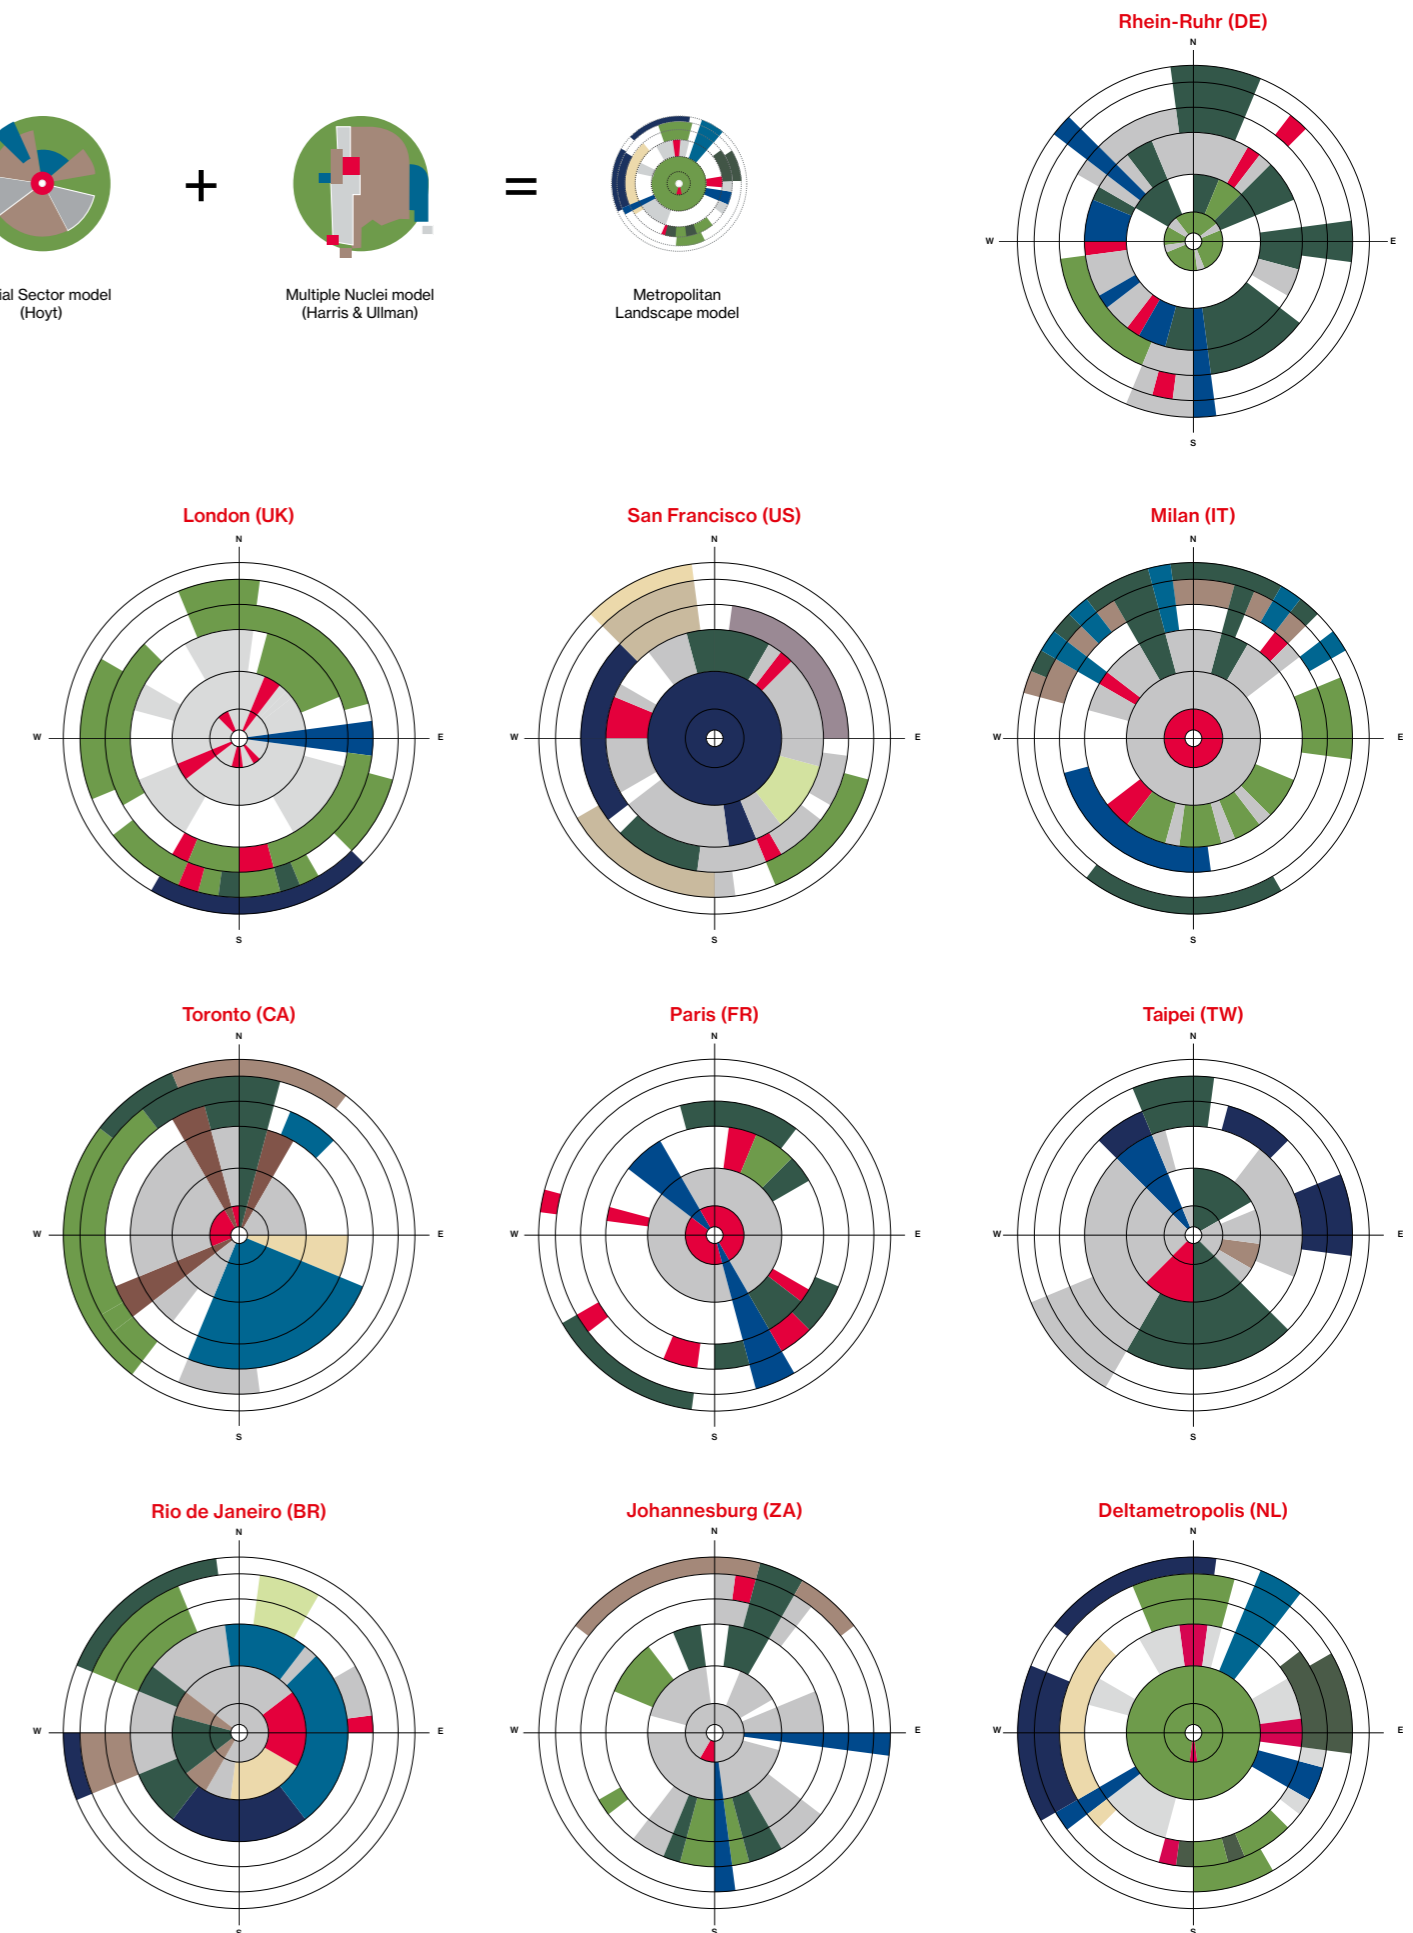 Rhein-Ruhr (DE)
N
W
E
S
+
=
ial Sector model
(Hoyt)
Multiple Nuclei model
(Harris & Ullman)
Metropolitan
Landscape model
London (UK)
San Francisco (US)
Milan (IT)
N
N
N
W
E
W
E
W
E
S
S
S
Toronto (CA)
Paris (FR)
Taipei (TW)
N
N
N
W
E
W
E
W
E
S
S
S
Rio de Janeiro (BR)
Johannesburg (ZA)
Deltametropolis (NL)
N
N
N
W
E
W
E
W
E
S
S
S